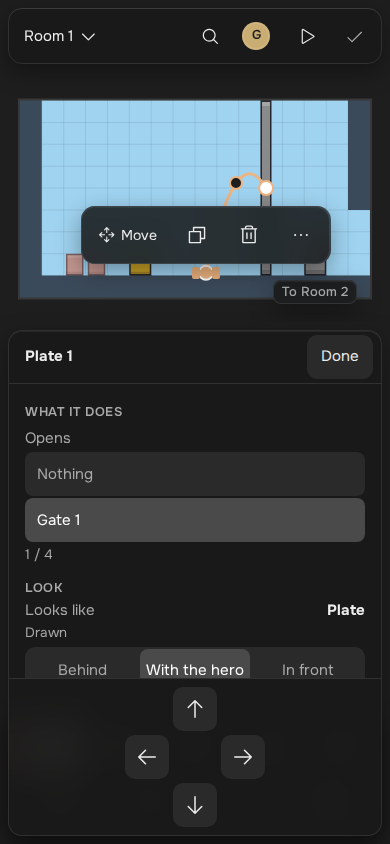 Room 1
G
Move
To Room 2
Plate 1
Done
WHAT IT DOES
Opens
Nothing
Gate 1
1 / 4
LOOK
Looks like
Plate
Drawn
Behind
With the hero
In front